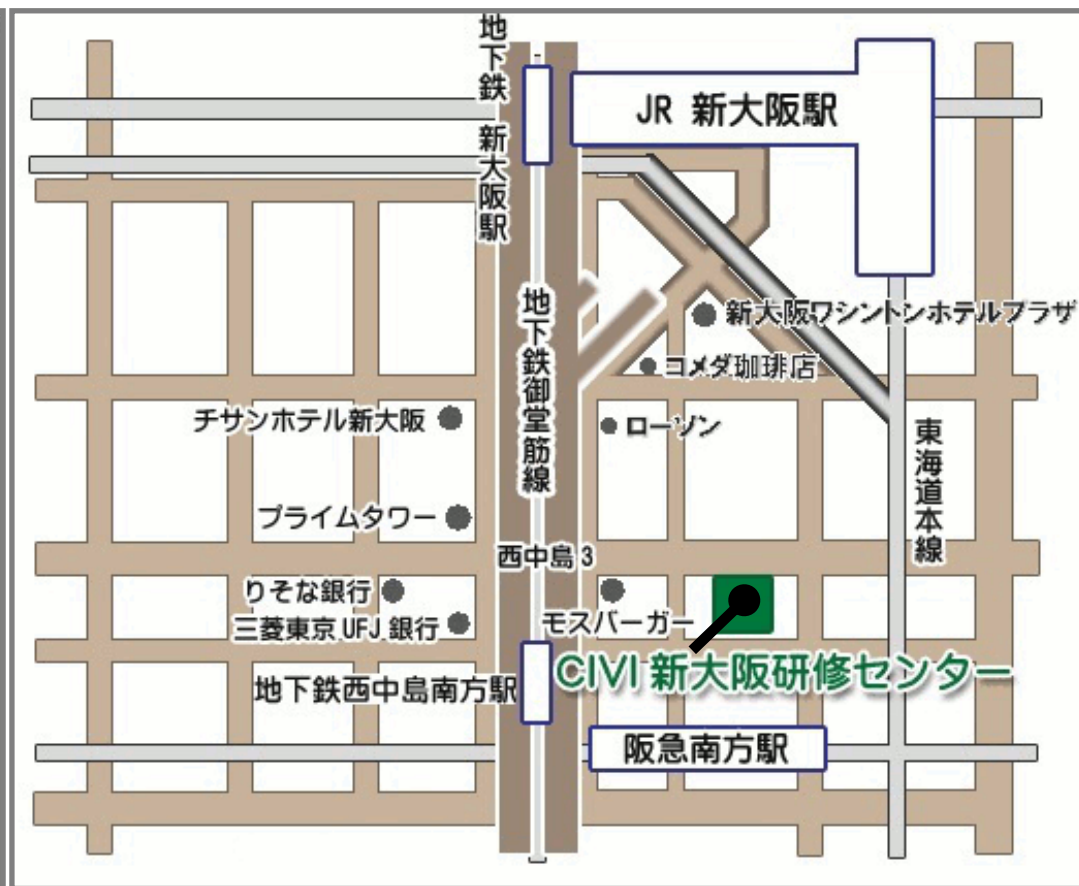 地下鉄 新大阪駅
JR 新大阪駅
新大阪ワシントンホテルプラザ
コメダ珈琲店
地下鉄御堂筋線
チサンホテル新大阪
ローソン
東海道本線
プライムタワー
西中島3
りそな銀行
モスバーガー
三菱東京UFJ銀行
CIVI 新大阪研修センター
地下鉄西中島南方駅
阪急南方駅